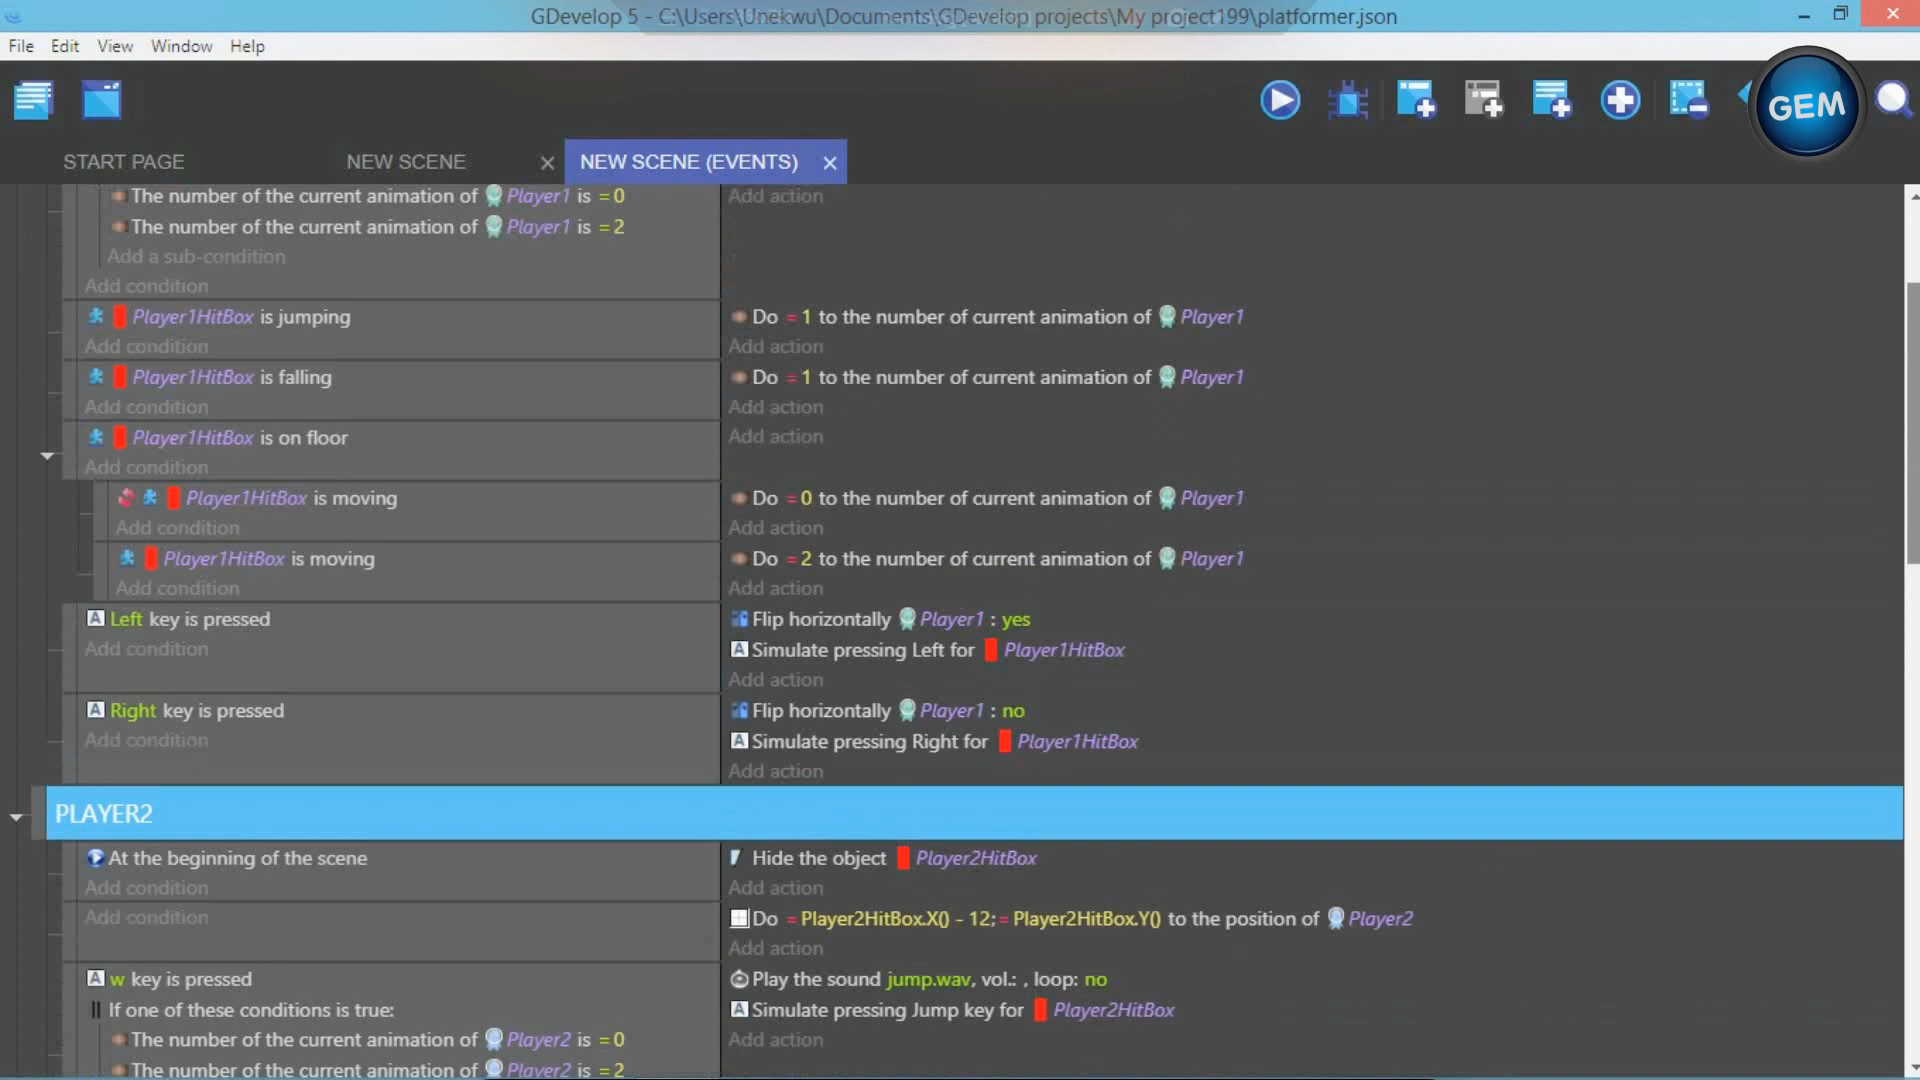 GDevelop 5 - C:\Users\Unekwu\Documents\GDevelop projects\My project199\platformer.json
File Edit View Window Help
GEM
START PAGE NEW SCENE NEW SCENE (EVENTS)
The number of the current animation of Player1 is = 0 Add action
The number of the current animation of Player1 is = 2
Add a sub-condition
Add condition
Player1HitBox is jumping Do = 1 to the number of current animation of Player1
Add condition Add action
Player1HitBox is falling Do = 1 to the number of current animation of Player1
Add condition Add action
Player1HitBox is on floor Add action
Add condition
Player1HitBox is moving Do = 0 to the number of current animation of Player1
Add condition Add action
Player1HitBox is moving Do = 2 to the number of current animation of Player1
Add condition Add action
A Left key is pressed Flip horizontally Player1 : yes
Add condition A Simulate pressing Left for Player1HitBox
Add action
A Right key is pressed Flip horizontally Player1 : no
Add condition A Simulate pressing Right for Player1HitBox
Add action
PLAYER2
At the beginning of the scene Hide the object Player2HitBox
Add condition Add action
Add condition Do = Player2HitBox.X() - 12;= Player2HitBox.Y() to the position of Player2
Add action
A w key is pressed Play the sound jump.wav, vol.: , loop: no
If one of these conditions is true: A Simulate pressing Jump key for Player2HitBox
The number of the current animation of Player2 is = 0 Add action
The number of the current animation of Player2 is = 2